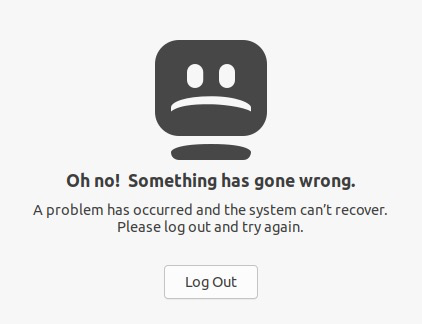 Oh no!  Something has gone wrong.
A problem has occurred and the system can’t recover.
Please log out and try again.
Log Out